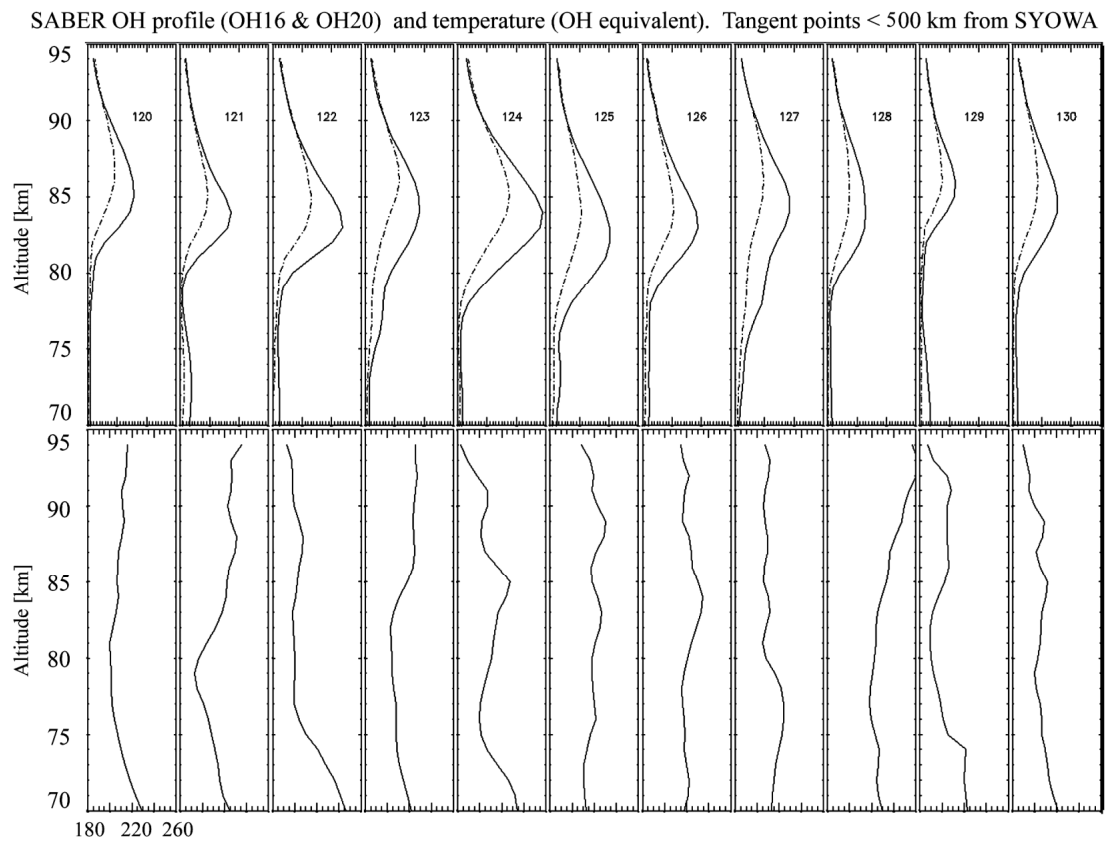 SABER OH profile (OH16 & OH20) and temperature (OH equivalent). Tangent points < 500 km from SYOWA
95
90
85
80
75
70
Altitude [km]
120 121 122 123 124 125 126 127 128 129 130
95
90
85
80
75
70
Altitude [km]
180 220 260